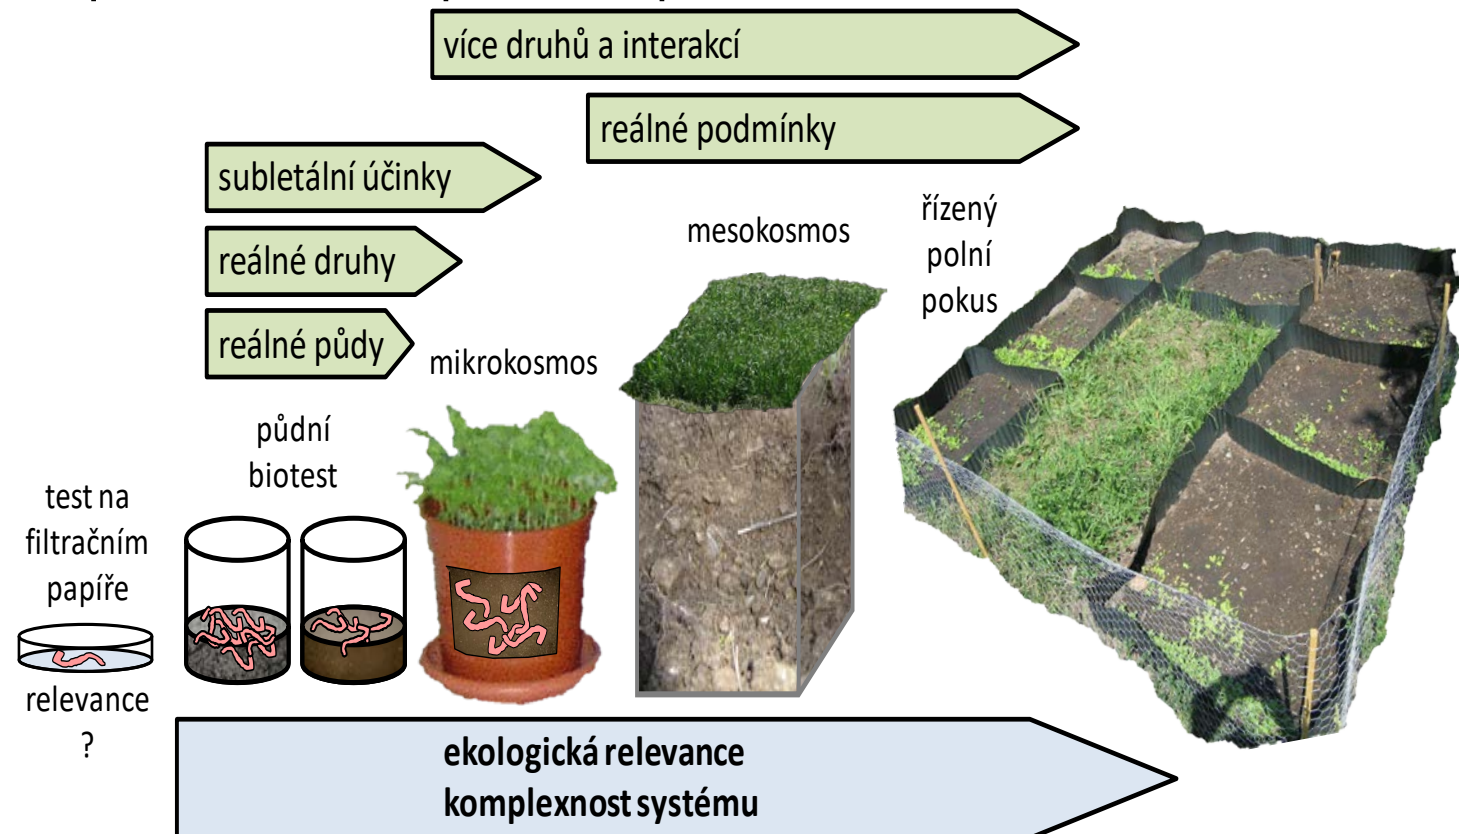 více druhů a interakcí
reálné podmínky
subletální účinky
reálné druhy
reálné půdy
mikrokosmos
mesokosmos
řízený
polní
pokus
půdní
biotest
test na
filtračním
papíře
relevance
?
ekologická relevance
komplexnost systému